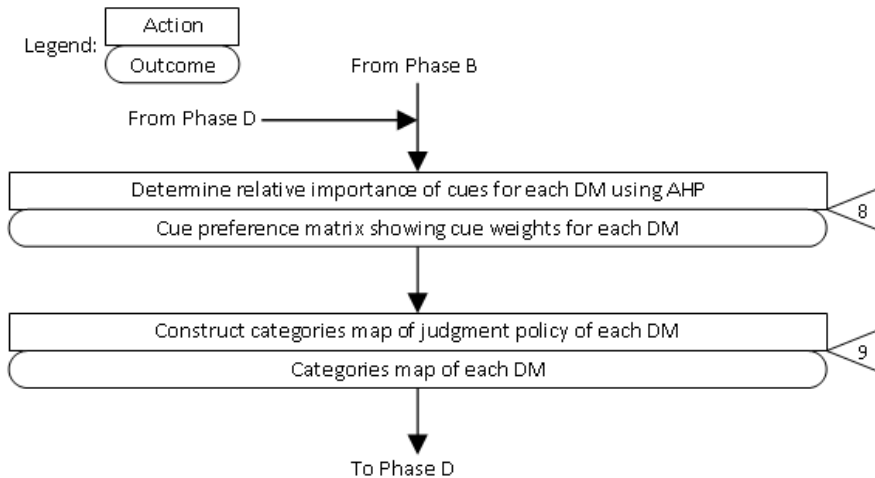 Legend:
Action
Outcome
From Phase B
From Phase D
Determine relative importance of cues for each DM using AHP
Cue preference matrix showing cue weights for each DM
8
Construct categories map of judgment policy of each DM
Categories map of each DM
9
To Phase D